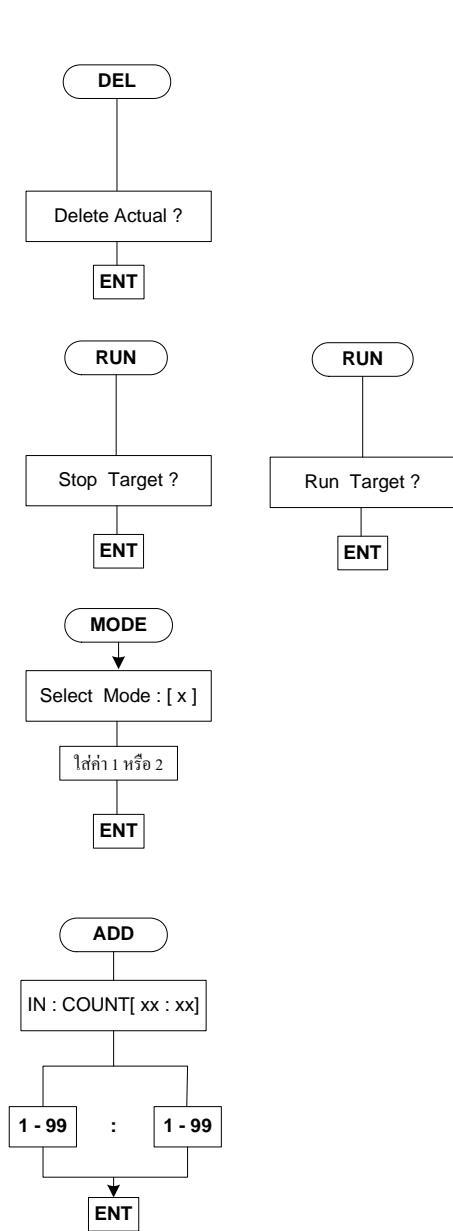 DEL
Delete Actual ?
ENT
RUN
Stop Target ?
ENT
RUN
Run Target ?
ENT
MODE
Select Mode : [ x ]
ใส่ค่า 1 หรือ 2
ENT
ADD
IN : COUNT[ xx : xx]
1 - 99 : 1 - 99
ENT